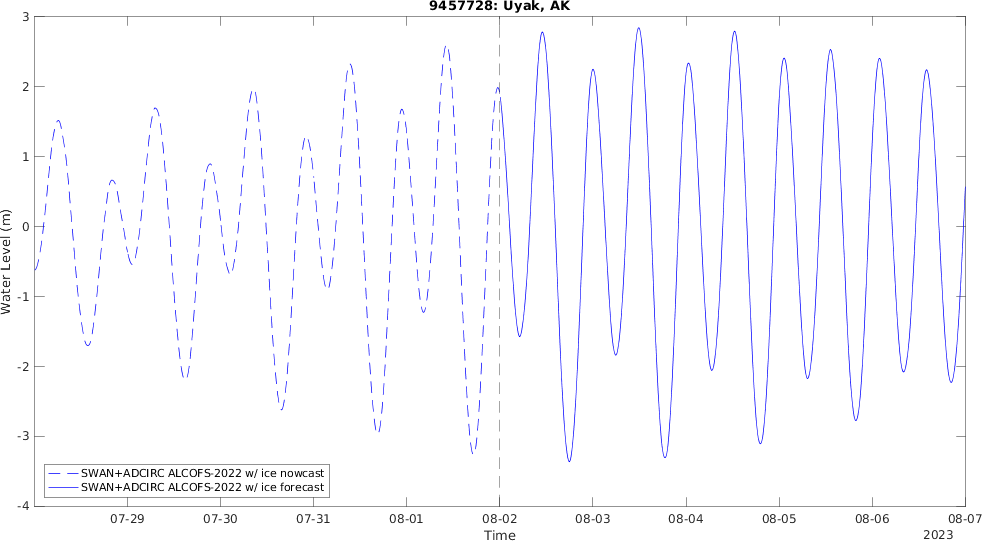 9457728: Uyak, AK
3
2
1
0
-1
-2
-3
-4
Water Level (m)
SWAN+ADCIRC ALCOFS-2022 w/ ice nowcast
SWAN+ADCIRC ALCOFS-2022 w/ ice forecast
07-29 07-30 07-31 08-01 08-02 08-03 08-04 08-05 08-06 08-07
Time
2023